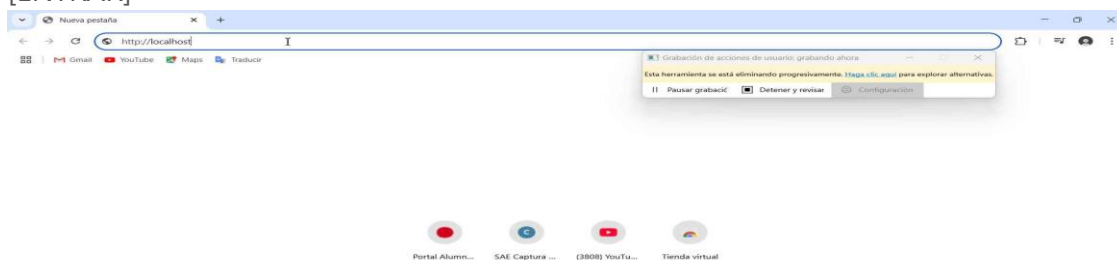 Nueva pestaña
http://localhost
Gmail YouTube Maps Traducir
Grabación de acciones de usuario: grabando ahora
Esta herramienta se está eliminando progresivamente. Haga clic aquí para explorar alternativas.
Pausar grabació Detener y revisar Configuración
Portal Alumn... SAE Captura ... (3808) YouTu... Tienda virtual
C